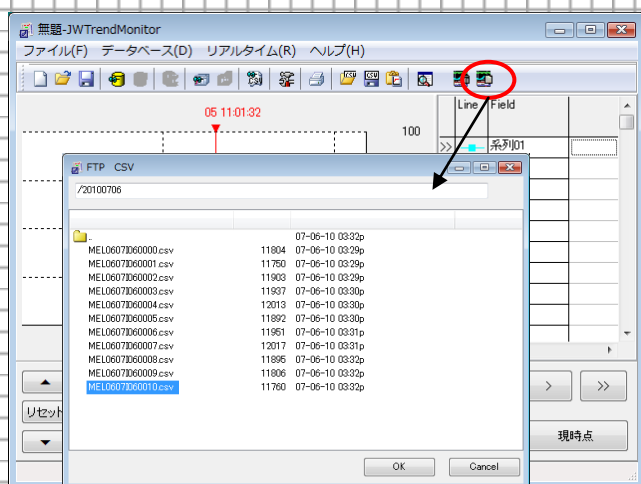 無題-JWTrendMonitor
ファイル(F) データベース(D) リアルタイム(R) ヘルプ(H)
05 11:01:32
100
Line Field
>> 系列01
FTP CSV
/20100706
.. 07-06-10 03:32p
MEL0607I060000.csv 11804 07-06-10 03:29p
MEL0607I060001.csv 11750 07-06-10 03:29p
MEL0607I060002.csv 11903 07-06-10 03:29p
MEL0607I060003.csv 11937 07-06-10 03:30p
MEL0607I060004.csv 12013 07-06-10 03:30p
MEL0607I060005.csv 11892 07-06-10 03:30p
MEL0607I060006.csv 11951 07-06-10 03:31p
MEL0607I060007.csv 12017 07-06-10 03:31p
MEL0607I060008.csv 11895 07-06-10 03:32p
MEL0607I060009.csv 11806 07-06-10 03:32p
MEL0607I060010.csv 11760 07-06-10 03:32p
> >>
リセット
現時点
OK Cancel